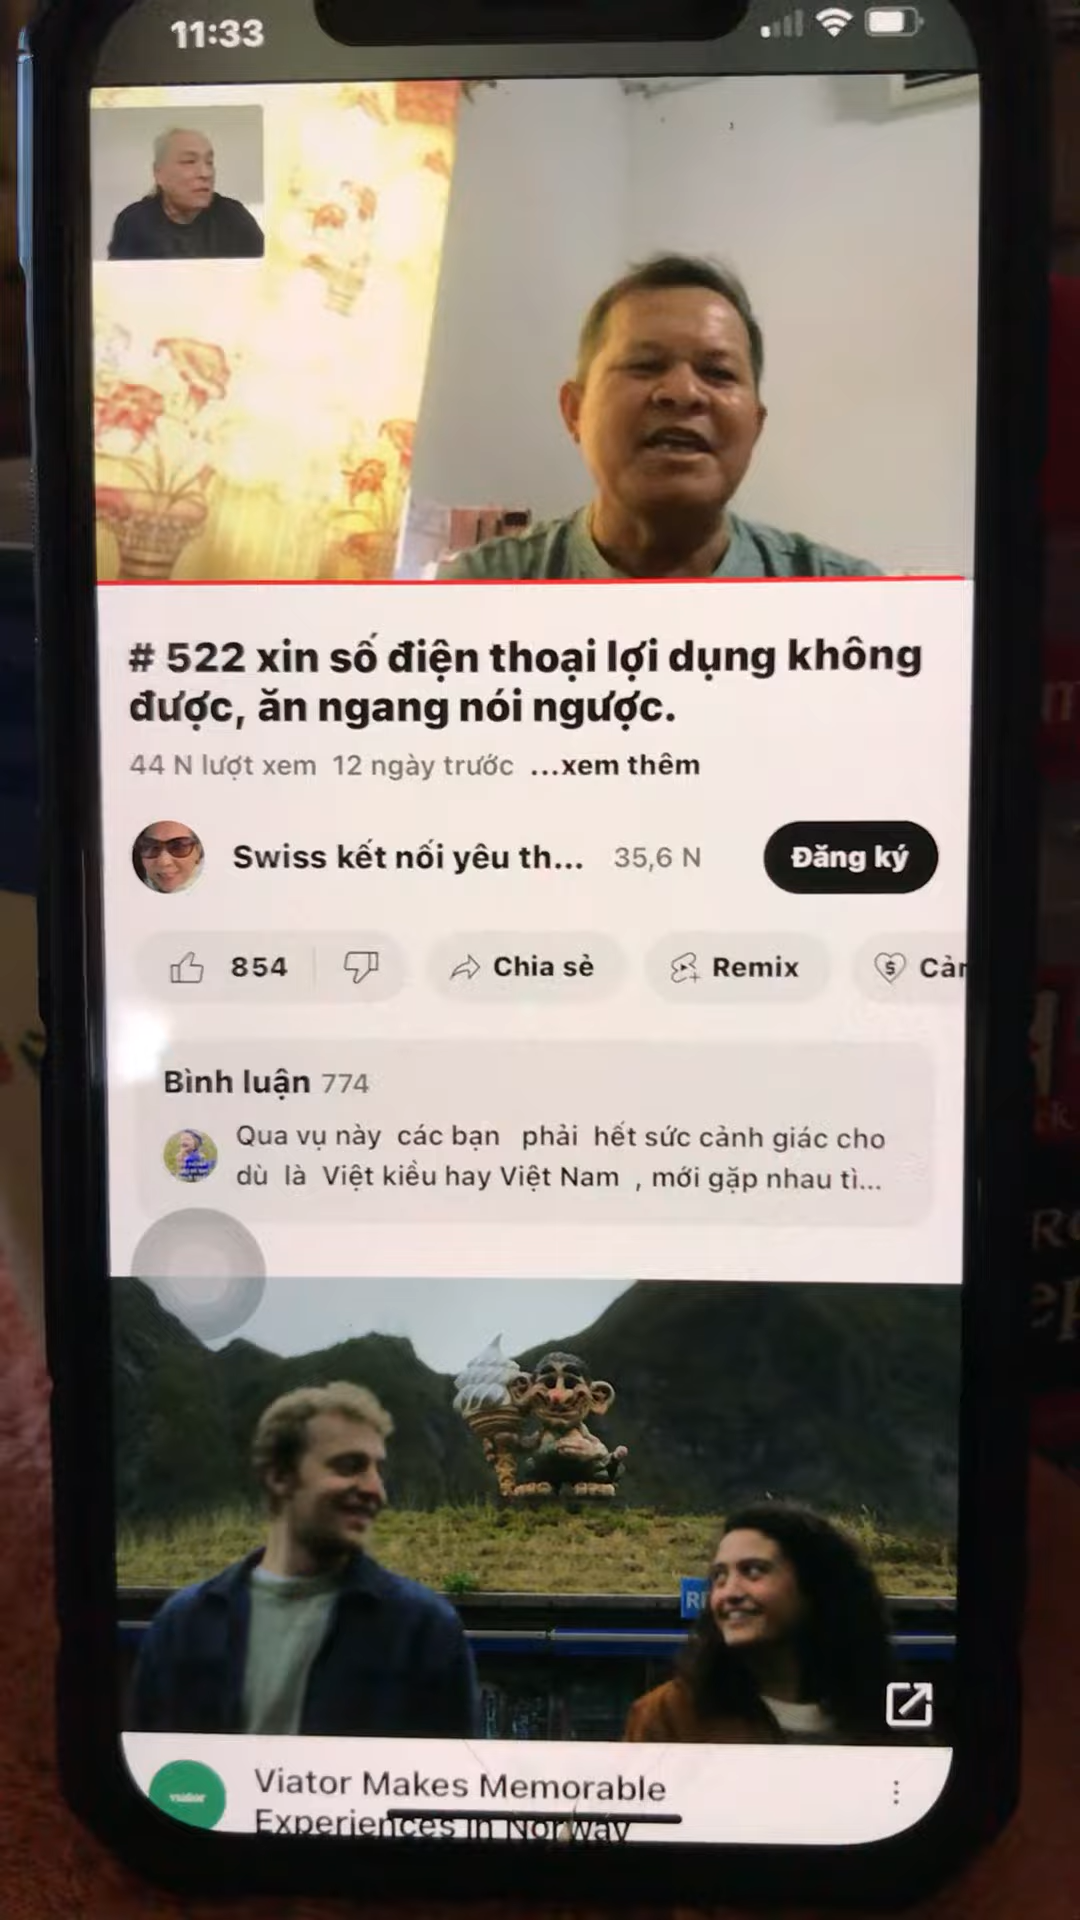 11:33
# 522 xin số điện thoại lợi dụng không
được, ăn ngang nói ngược.
44 N lượt xem 12 ngày trước ...xem thêm
Swiss kết nối yêu th... 35,6 N Đăng ký
854 Chia sẻ Remix
Bình luận 774
Qua vụ này các bạn phải hết sức cảnh giác cho
dù là Việt kiều hay Việt Nam , mới gặp nhau tì...
viator
Viator Makes Memorable
Experiences in Norway